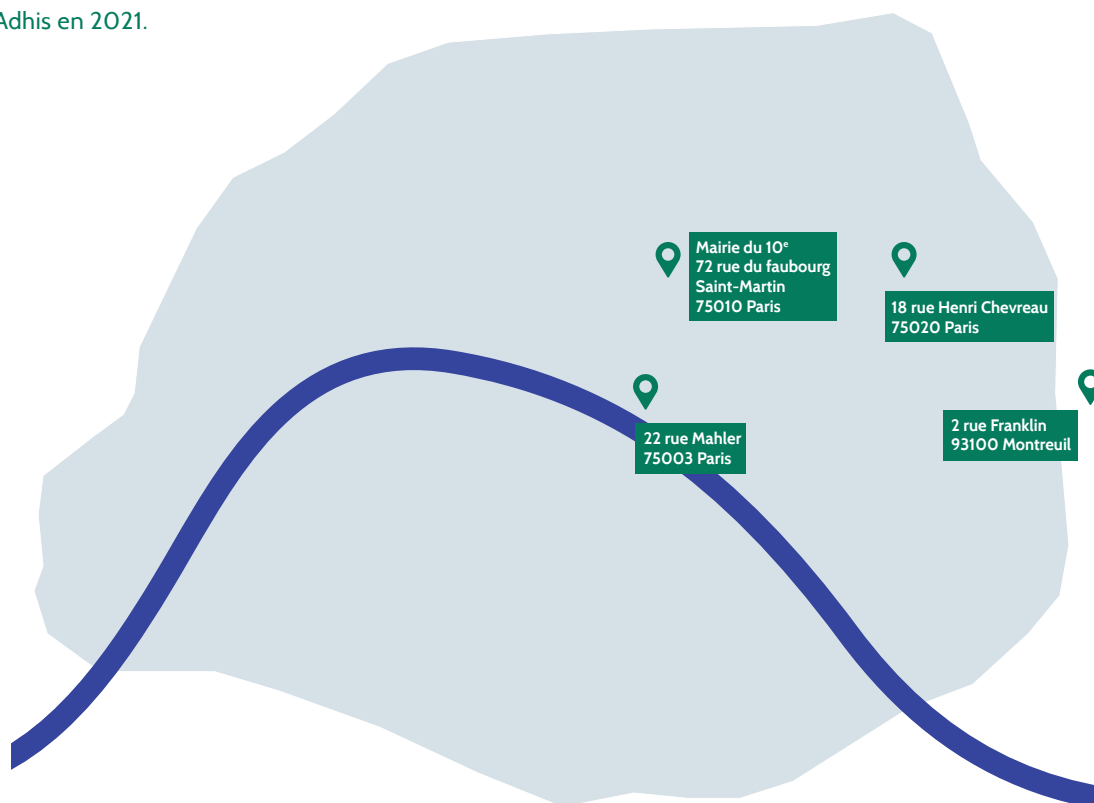 Adhis en 2021.
Mairie du 10e
72 rue du faubourg
Saint-Martin
75010 Paris
18 rue Henri Chevreau
75020 Paris
22 rue Mahler
75003 Paris
2 rue Franklin
93100 Montreuil